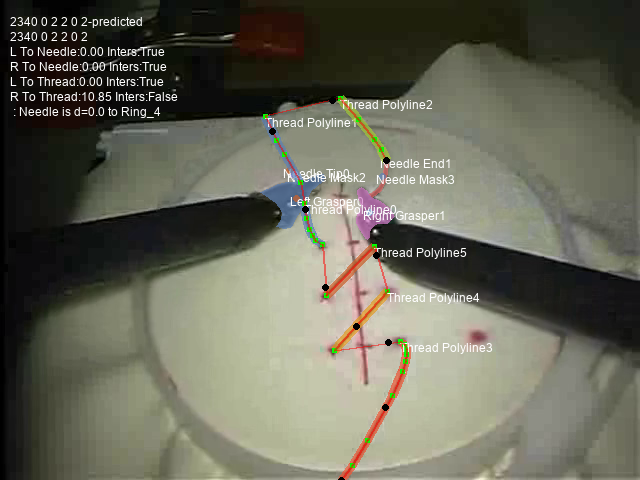 2340 0 2 2 0 2-predicted
2340 0 2 2 0 2
L To Needle:0.00 Inters:True
R To Needle:0.00 Inters:True
L To Thread:0.00 Inters:True
R To Thread:10.85 Inters:False
: Needle is d=0.0 to Ring_4
Thread Polyline2
Thread Polyline1
Needle End1
Needle Tip0
Needle Mask2
Needle Mask3
Left Grasper0
Thread Polyline0
Right Grasper1
Thread Polyline5
Thread Polyline4
Thread Polyline3